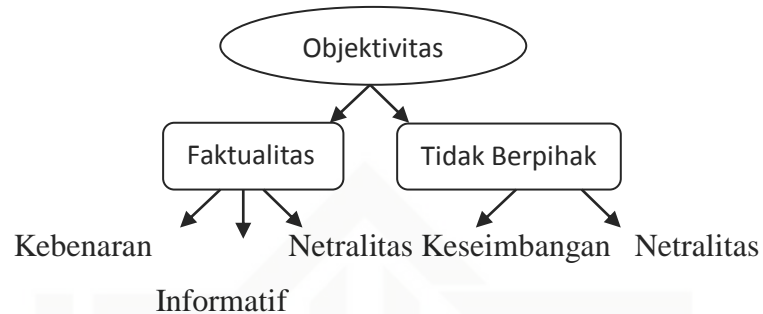 Objektivitas
Faktualitas Tidak Berpihak
Kebenaran Netralitas Keseimbangan Netralitas
Informatif